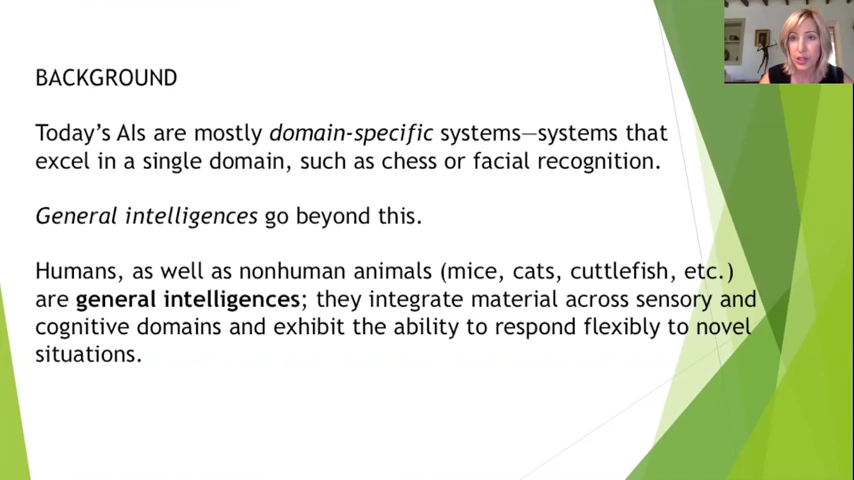 BACKGROUND
Today's AIs are mostly domain-specific systems—systems that
excel in a single domain, such as chess or facial recognition.
General intelligences go beyond this.
Humans, as well as nonhuman animals (mice, cats, cuttlefish, etc.)
are general intelligences; they integrate material across sensory and
cognitive domains and exhibit the ability to respond flexibly to novel
situations.